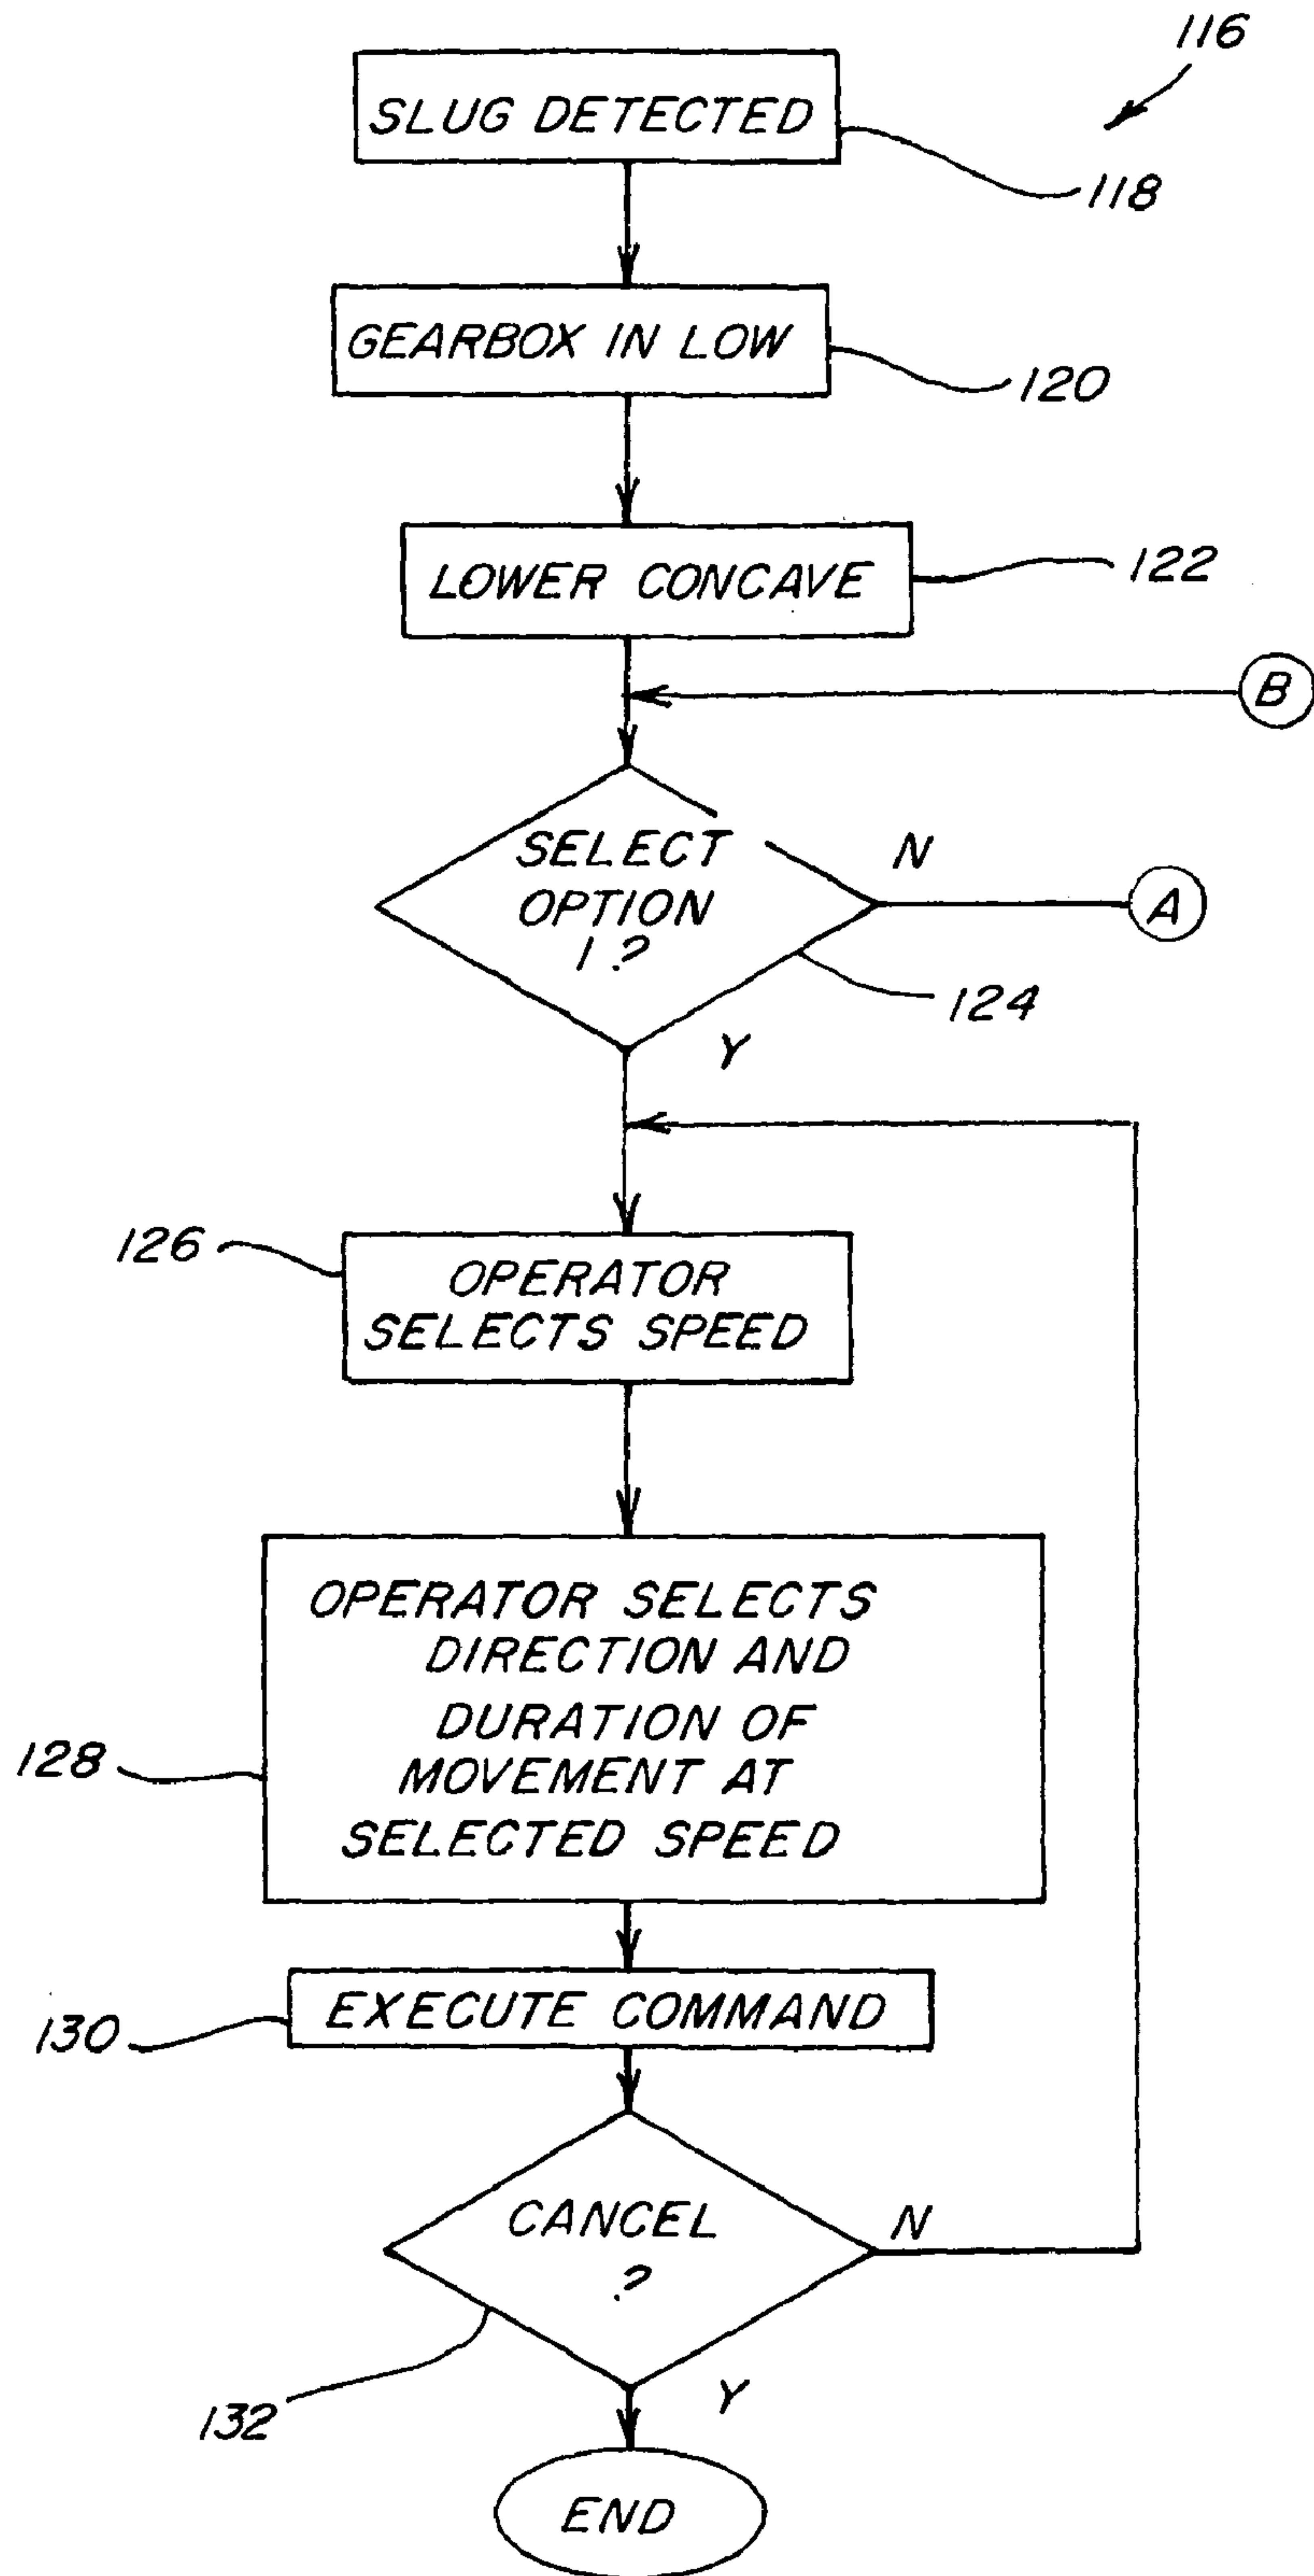 116
SLUG DETECTED
118
GEARBOX IN LOW
120
LOWER CONCAVE
122
B
SELECT
OPTION
1?
N
A
124
Y
126
OPERATOR
SELECTS SPEED
OPERATOR SELECTS
DIRECTION AND
DURATION OF
MOVEMENT AT
SELECTED SPEED
128
EXECUTE COMMAND
130
CANCEL
?
N
132
Y
END